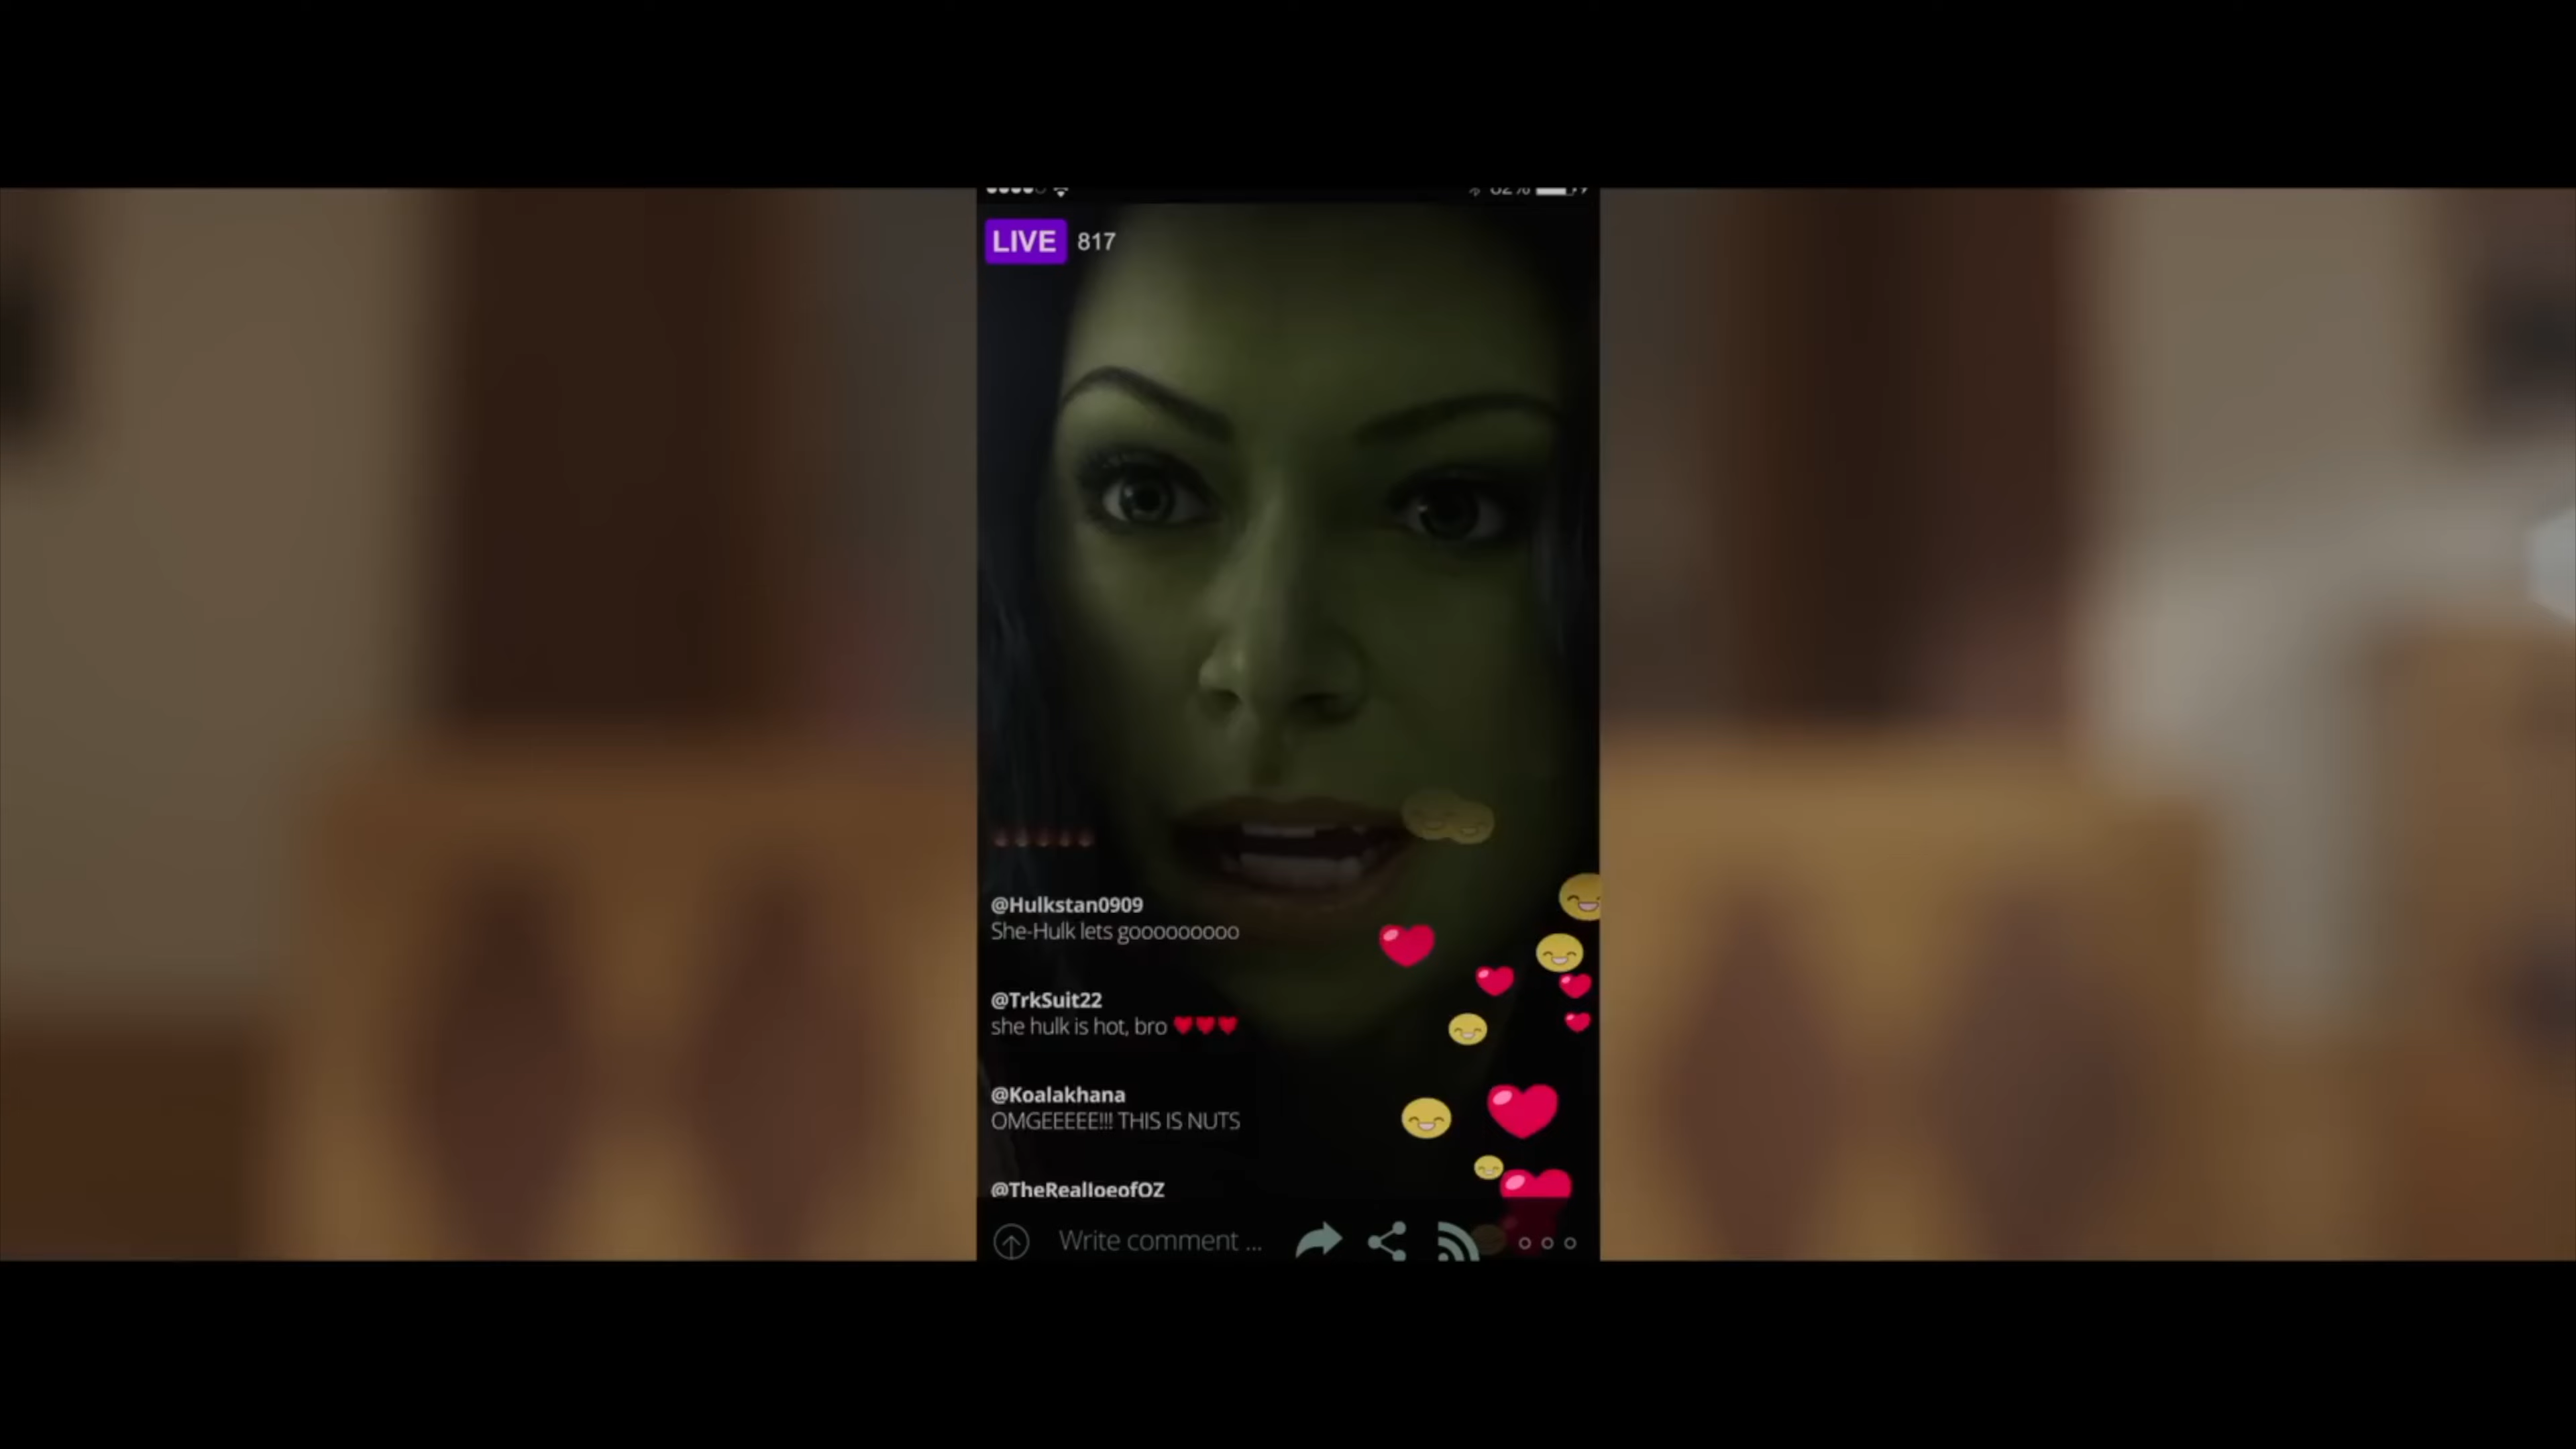 LIVE 817
@Hulkstan0909
She-Hulk lets gooooooooo
@TrkSuit22
she hulk is hot, bro ♥♥♥
@Koalakhana
OMGEEEEE!!! THIS IS NUTS
@TheRealJoeofOZ
Write comment ...